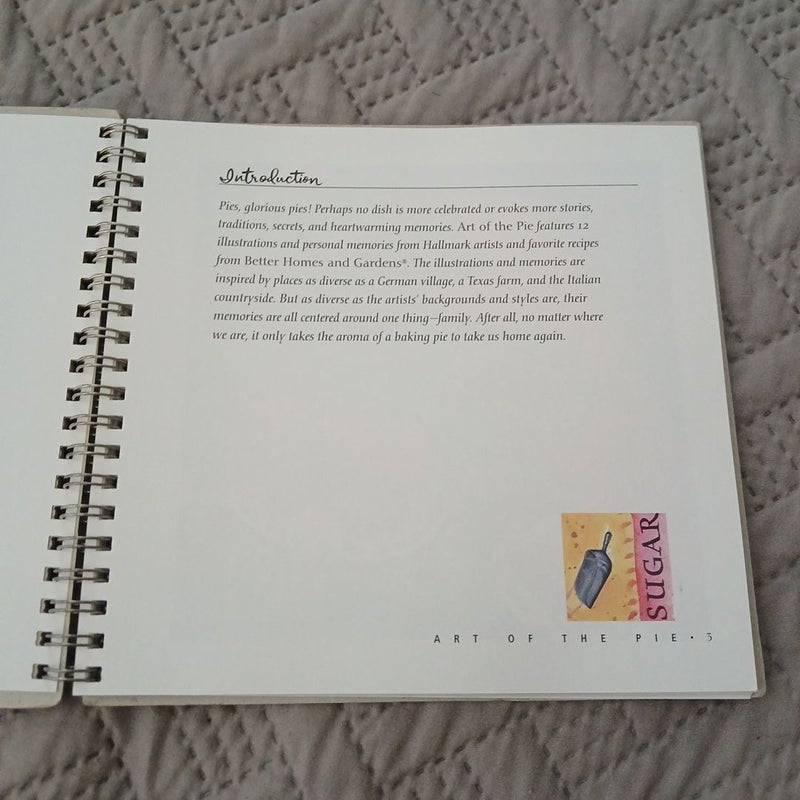 Introduction
Pies, glorious pies! Perhaps no dish is more celebrated or evokes more stories,
traditions, secrets, and heartwarming memories. Art of the Pie features 12
illustrations and personal memories from Hallmark artists and favorite recipes
from Better Homes and Gardens®. The illustrations and memories are
inspired by places as diverse as a German village, a Texas farm, and the Italian
countryside. But as diverse as the artists' backgrounds and styles are, their
memories are all centered around one thing—family. After all, no matter where
we are, it only takes the aroma of a baking pie to take us home again.
SUGAR
ART OF THE PIE • 3